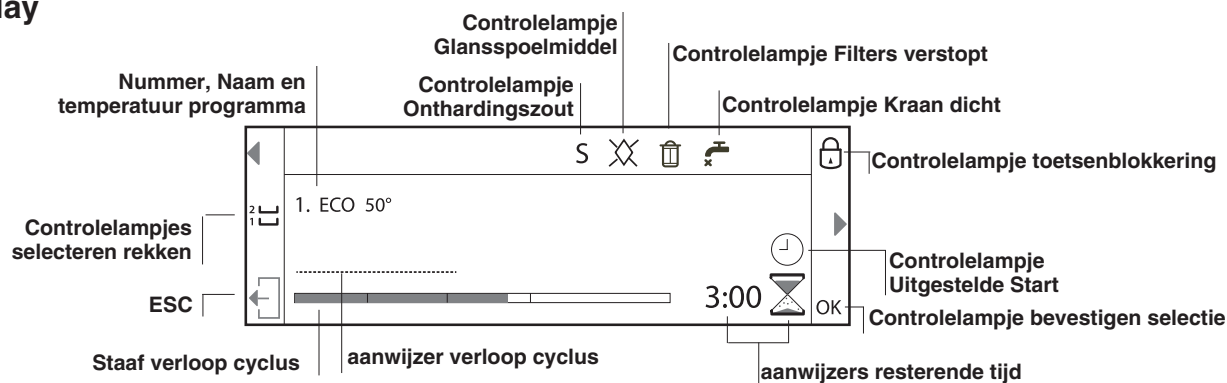 lay
Controlelampje
Glansspoelmiddel
Controlelampje Filters verstopt
Nummer, Naam en
temperatuur programma
Controlelampje
Onthardingszout
Controlelampje Kraan dicht
S
Controlelampje toetsenblokkering
1. ECO 50°
2
1
Controlelampjes
selecteren rekken
Controlelampje
Uitgestelde Start
ESC
3:00
OK
Controlelampje bevestigen selectie
Staaf verloop cyclus
aanwijzer verloop cyclus
aanwijzers resterende tijd